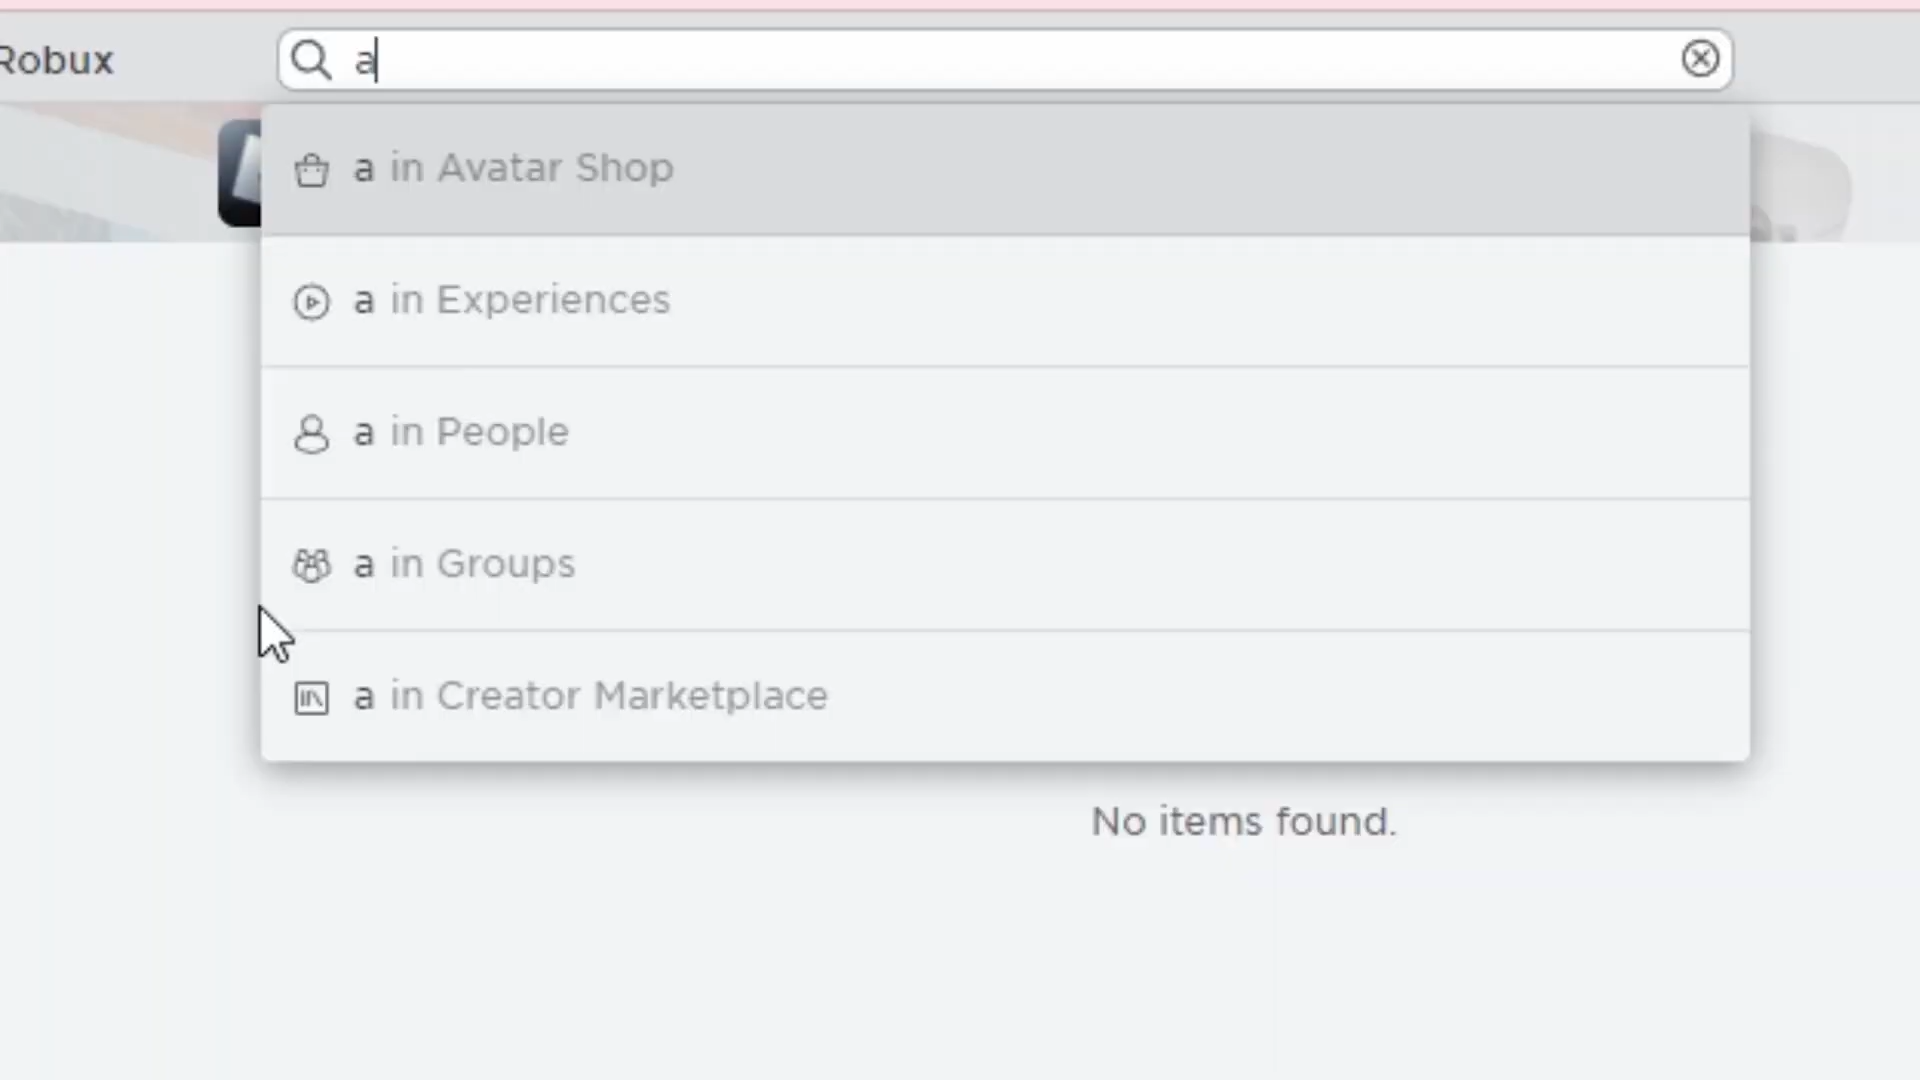 Robux
a
a in Avatar Shop
a in Experiences
a in People
a in Groups
a in Creator Marketplace
No items found.